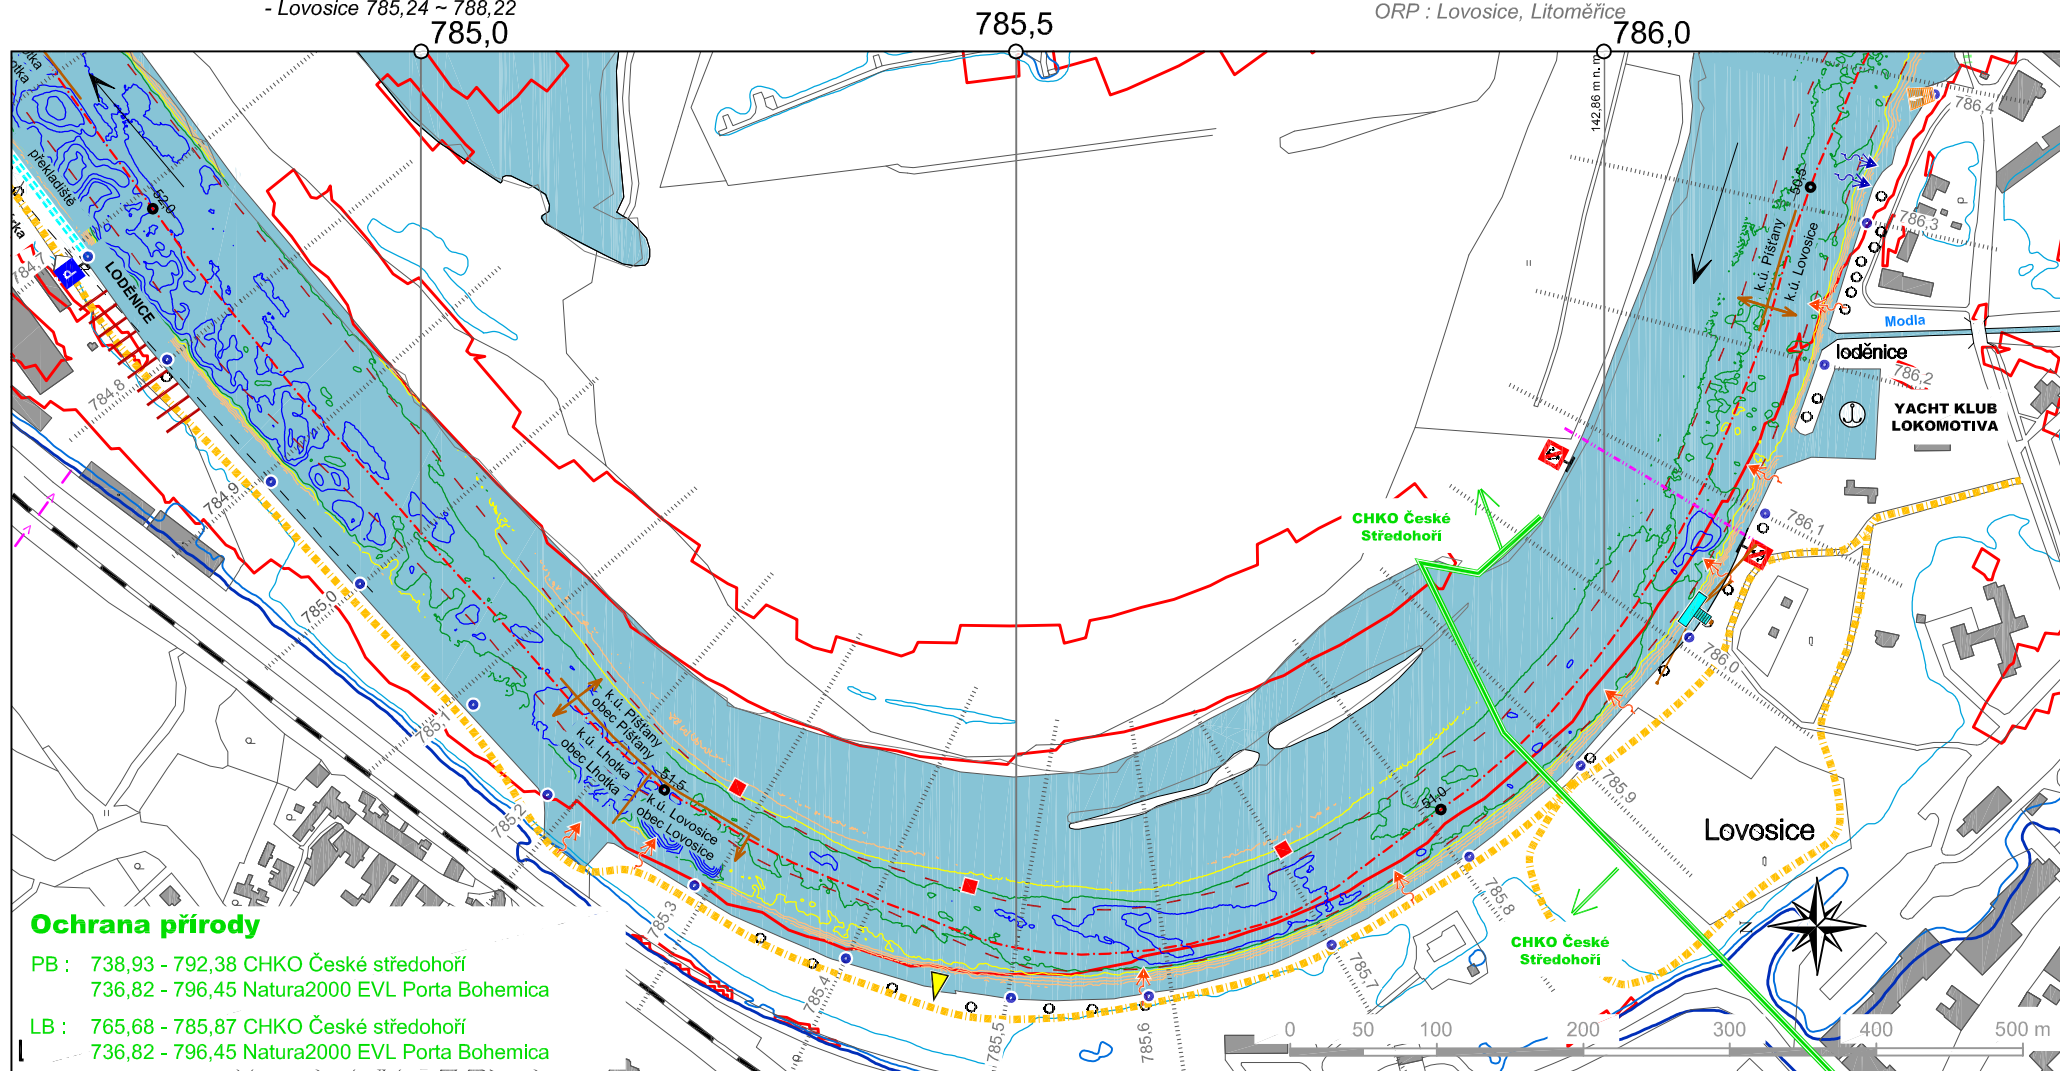 - Lovosice 785,24 ~ 788,22
ORP : Lovosice, Litoměřice
785,0
785,5
786,0
142,86 m n. m
786,4
překladiště
52,0
50,5
786,3
k.ú. Píšťany
k.ú. Lovosice
784,7
P
LODĚNICE
Modla
loděnice
786,2
784,8
YACHT KLUB
LOKOMOTIVA
784,9
CHKO České
Středohoří
786,1
785,0
786,0
785,1
k.ú. Píšťany
obec Píšťany
k.ú. Lhotka
obec Lhotka
51,5
k.ú. Lovosice
obec Lovosice
785,2
51,0
785,9
Lovosice
785,3
785,8
CHKO České
Středohoří
N
785,7
785,4
785,5
785,6
Ochrana přírody
PB : 738,93 - 792,38 CHKO České středohoří
736,82 - 796,45 Natura2000 EVL Porta Bohemica
LB : 765,68 - 785,87 CHKO České středohoří
736,82 - 796,45 Natura2000 EVL Porta Bohemica
0 50 100 200 300 400 500 m